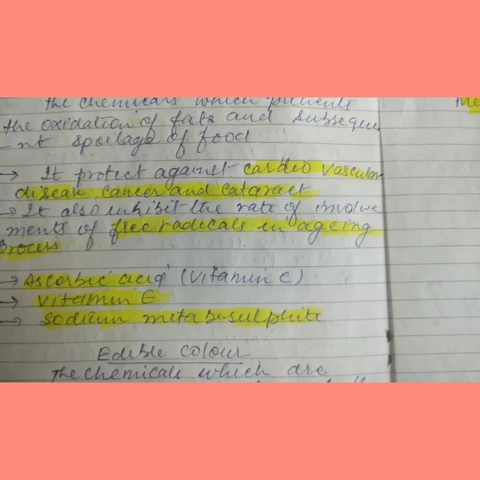 the chemicals which prevents
the oxidation of fats and subseque
nt spoilage of food
→ It protect against cardio vascular
disease, cancer and cataract
→ It also inhibit the rate of involve
ments of free radicals in ageing
process
→ Ascorbic acid (Vitamin C)
→ Vitamin E
→ Sodium metabisulphite
Edible colour
The chemicals which are
Me